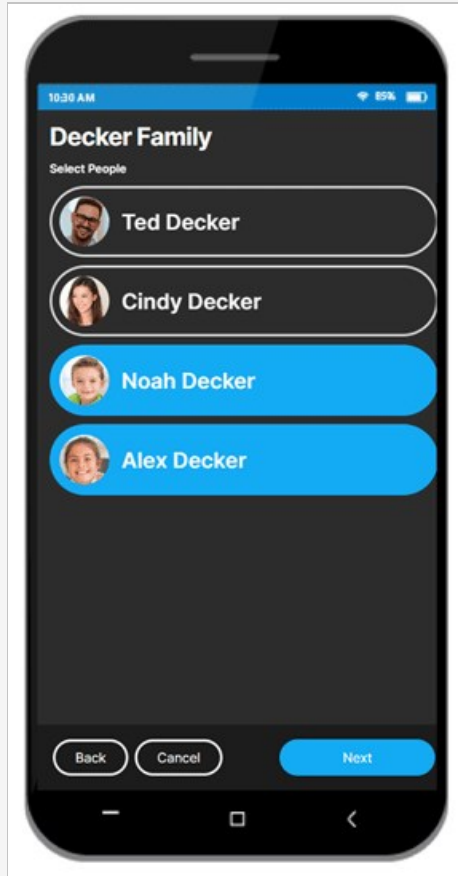 10:30 AM 85%
Decker Family
Select People
Ted Decker
Cindy Decker
Noah Decker
Alex Decker
Back Cancel Next